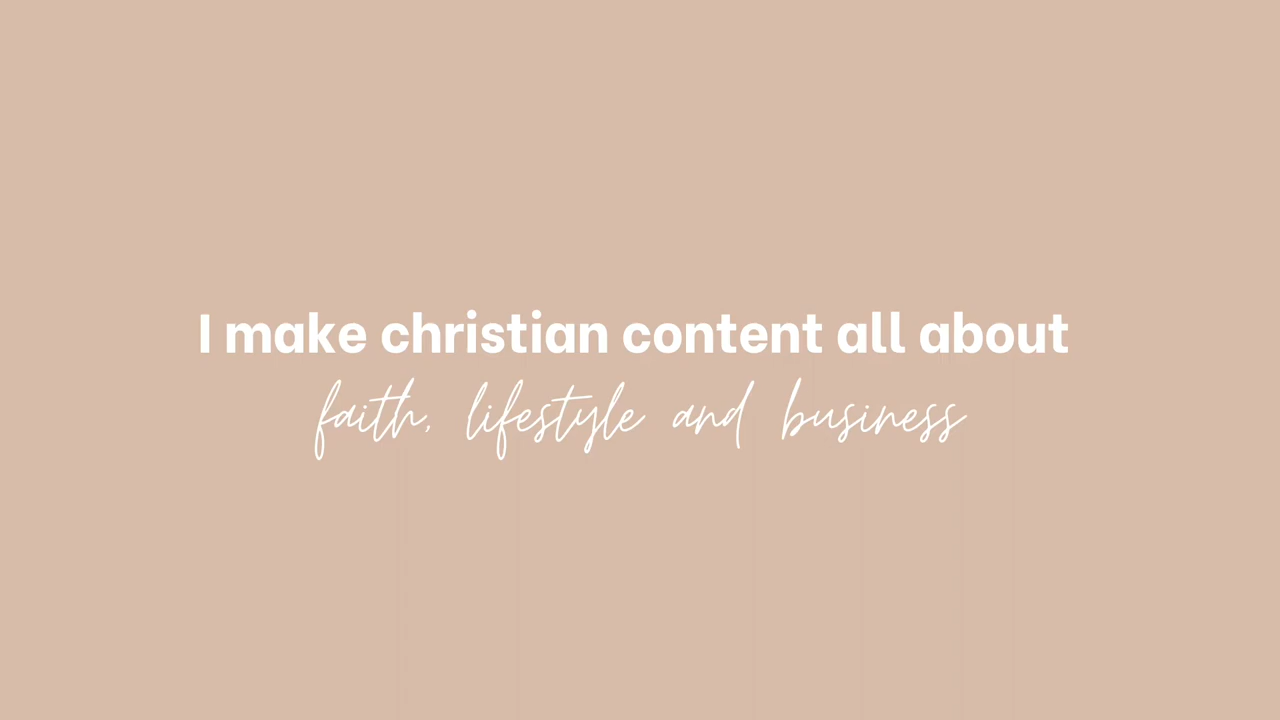 I make christian content all about
faith, lifestyle and business